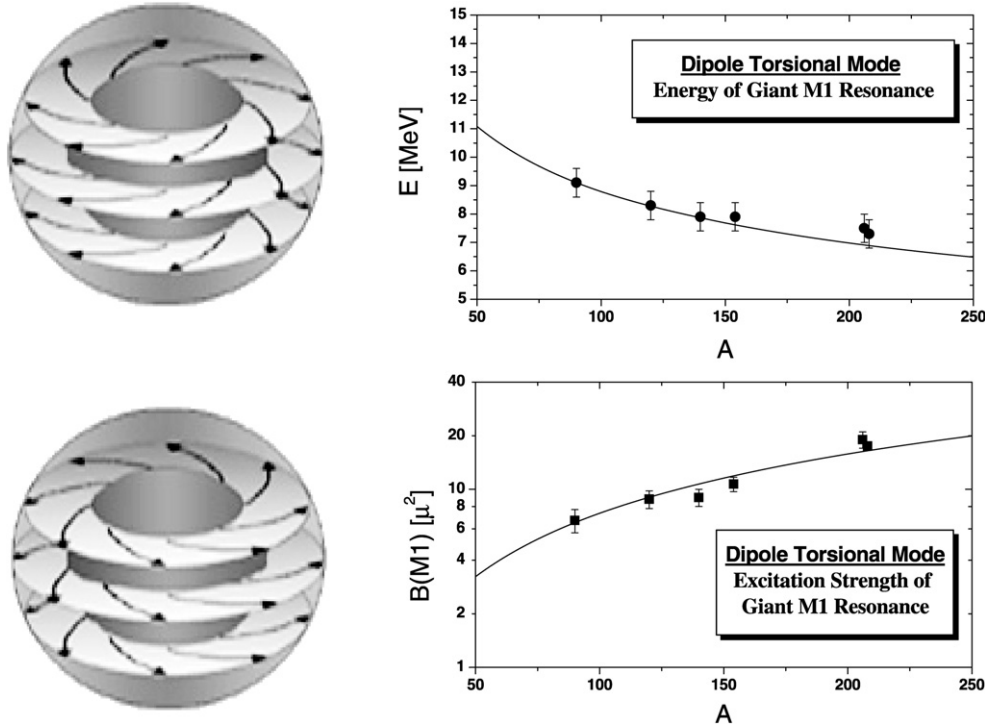 15
14
13
12
11
10
9
8
7
6
5
E [MeV]
Dipole Torsional Mode
Energy of Giant M1 Resonance
50 100 150 200 250
A
40
20
10
8
6
4
2
1
B(M1) [μ²]
Dipole Torsional Mode
Excitation Strength of
Giant M1 Resonance
50 100 150 200 250
A